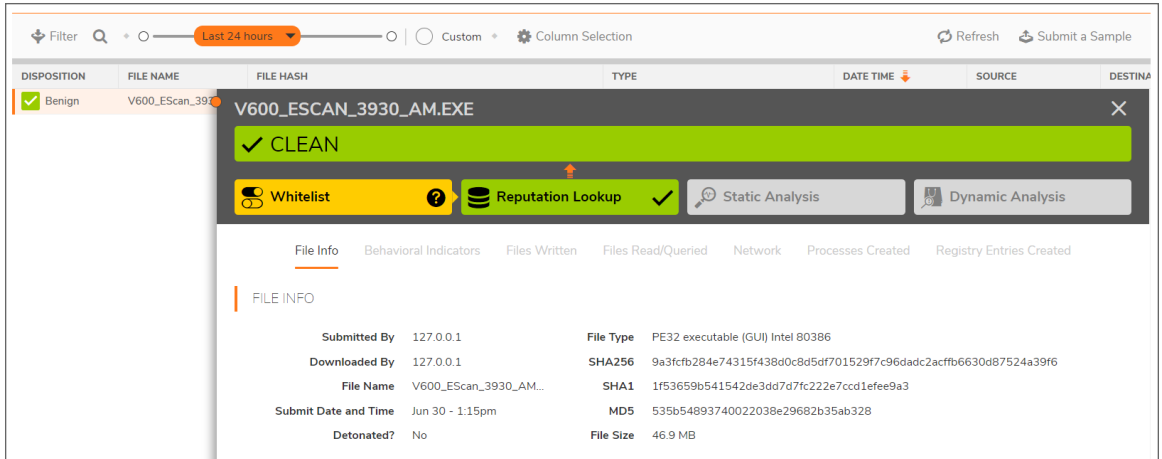 Filter Last 24 hours Custom Column Selection Refresh Submit a Sample
DISPOSITION FILE NAME FILE HASH TYPE DATE TIME SOURCE DESTINA
Benign V600_EScan_393
V600_ESCAN_3930_AM.EXE
CLEAN
Whitelist Reputation Lookup Static Analysis Dynamic Analysis
File Info Behavioral Indicators Files Written Files Read/Queried Network Processes Created Registry Entries Created
FILE INFO
Submitted By 127.0.0.1 File Type PE32 executable (GUI) Intel 80386
Downloaded By 127.0.0.1 SHA256 9a3fcfb284e74315f438d0c8d5df701529f7c96dadc2acffb6630d87524a39f6
File Name V600_EScan_3930_AM... SHA1 1f53659b541542de3dd7d7fc222e7ccd1efee9a3
Submit Date and Time Jun 30 - 1:15pm MD5 535b54893740022038e29682b35ab328
Detonated? No File Size 46.9 MB